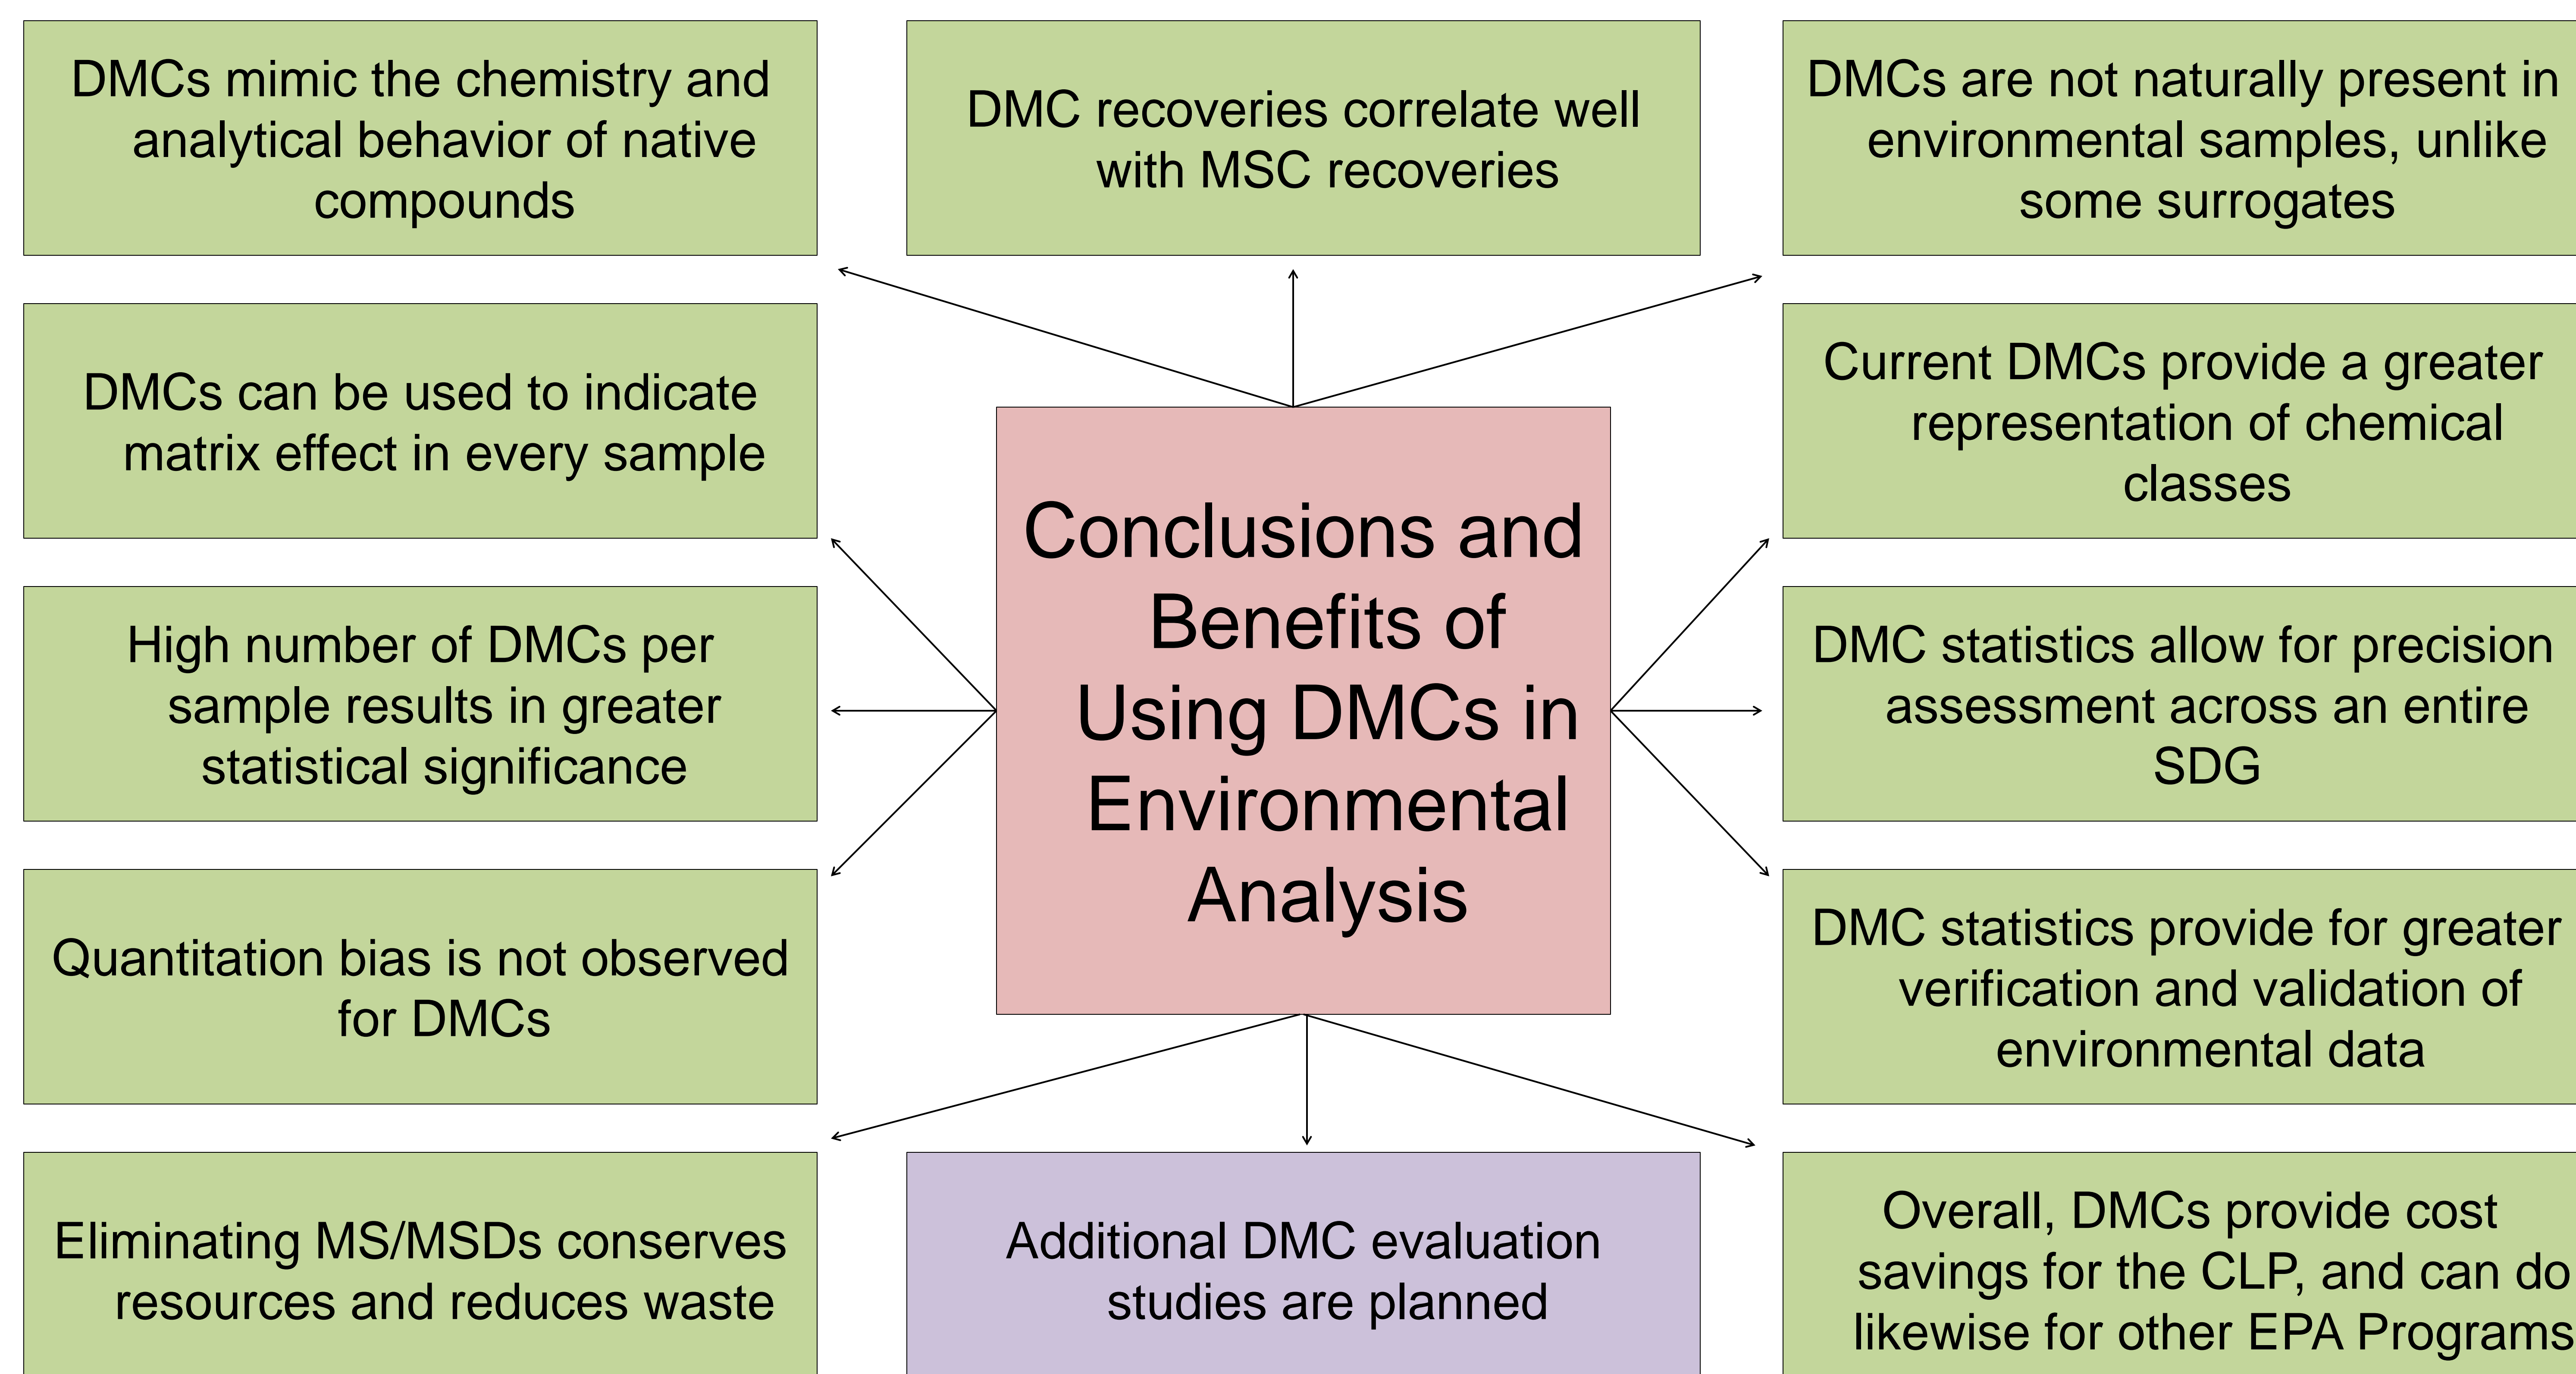 DMCs mimic the chemistry and
analytical behavior of native
compounds
DMC recoveries correlate well
with MSC recoveries
DMCs are not naturally present in
environmental samples, unlike
some surrogates
DMCs can be used to indicate
matrix effect in every sample
Current DMCs provide a greater
representation of chemical
classes
Conclusions and
Benefits of
Using DMCs in
Environmental
Analysis
High number of DMCs per
sample results in greater
statistical significance
DMC statistics allow for precision
assessment across an entire
SDG
Quantitation bias is not observed
for DMCs
DMC statistics provide for greater
verification and validation of
environmental data
Eliminating MS/MSDs conserves
resources and reduces waste
Additional DMC evaluation
studies are planned
Overall, DMCs provide cost
savings for the CLP, and can do
likewise for other EPA Programs